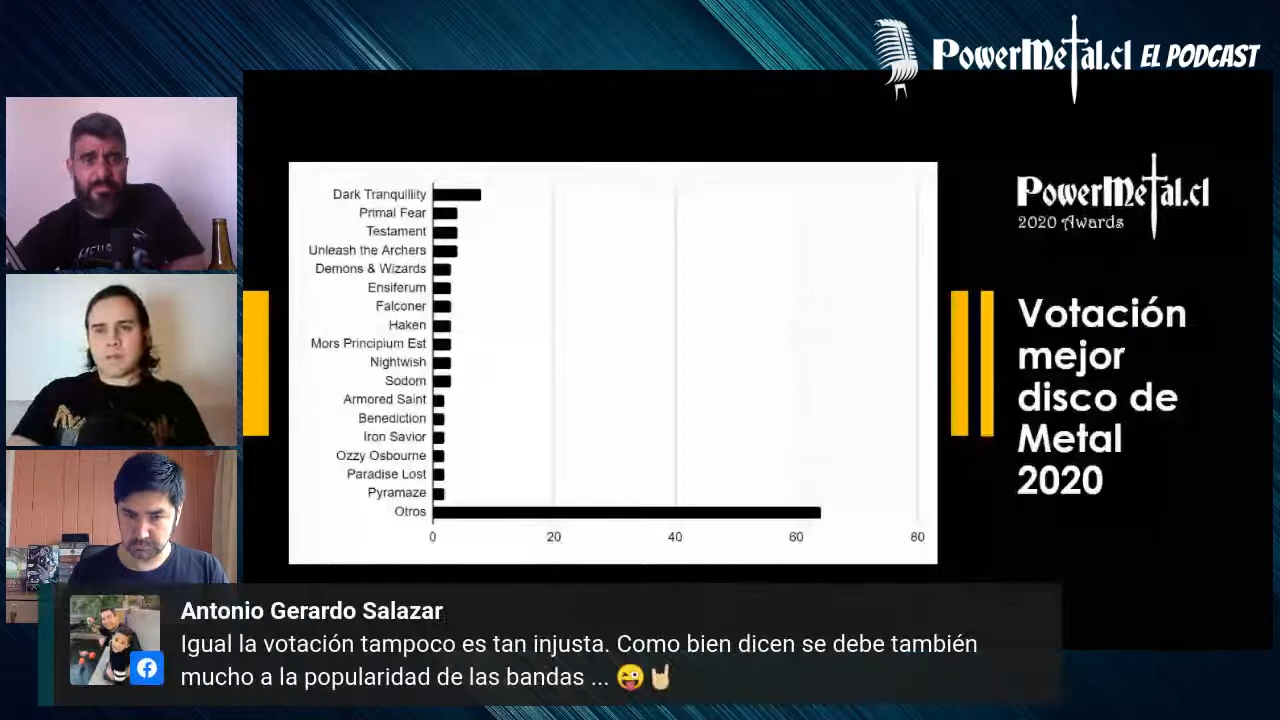 PowerMetal.cl EL PODCAST
PowerMetal.cl
2020 Awards
Dark Tranquillity
Primal Fear
Testament
Unleash the Archers
Demons & Wizards
Ensiferum
Falconer
Haken
Mors Principium Est
Nightwish
Sodom
Armored Saint
Benediction
Iron Savior
Ozzy Osbourne
Paradise Lost
Pyramaze
Otros
0 20 40 60 80
Votación
mejor
disco de
Metal
2020
Antonio Gerardo Salazar
Igual la votación tampoco es tan injusta. Como bien dicen se debe también
mucho a la popularidad de las bandas ... 😜🤘🏼